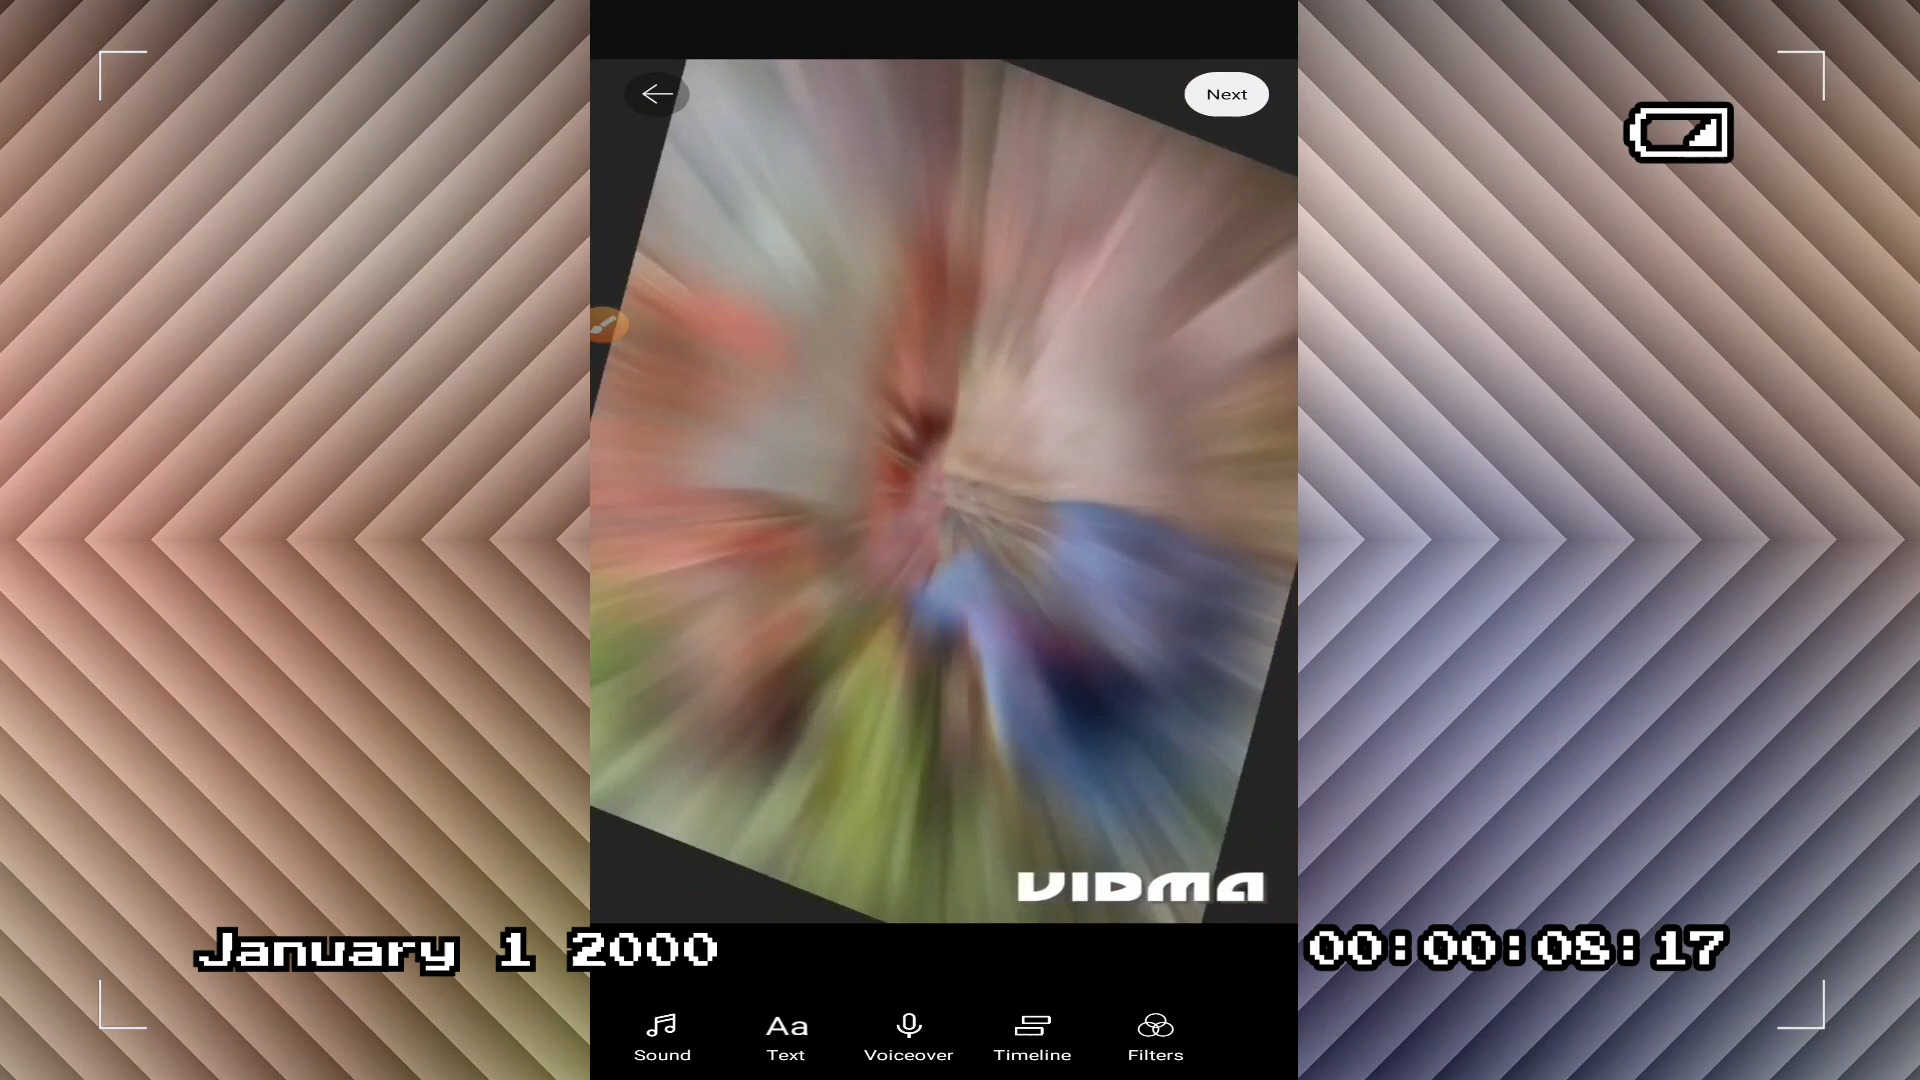 Next
VIDMA
January 1 2000
00:00:08:17
Aa
Sound
Text
Voiceover
Timeline
Filters